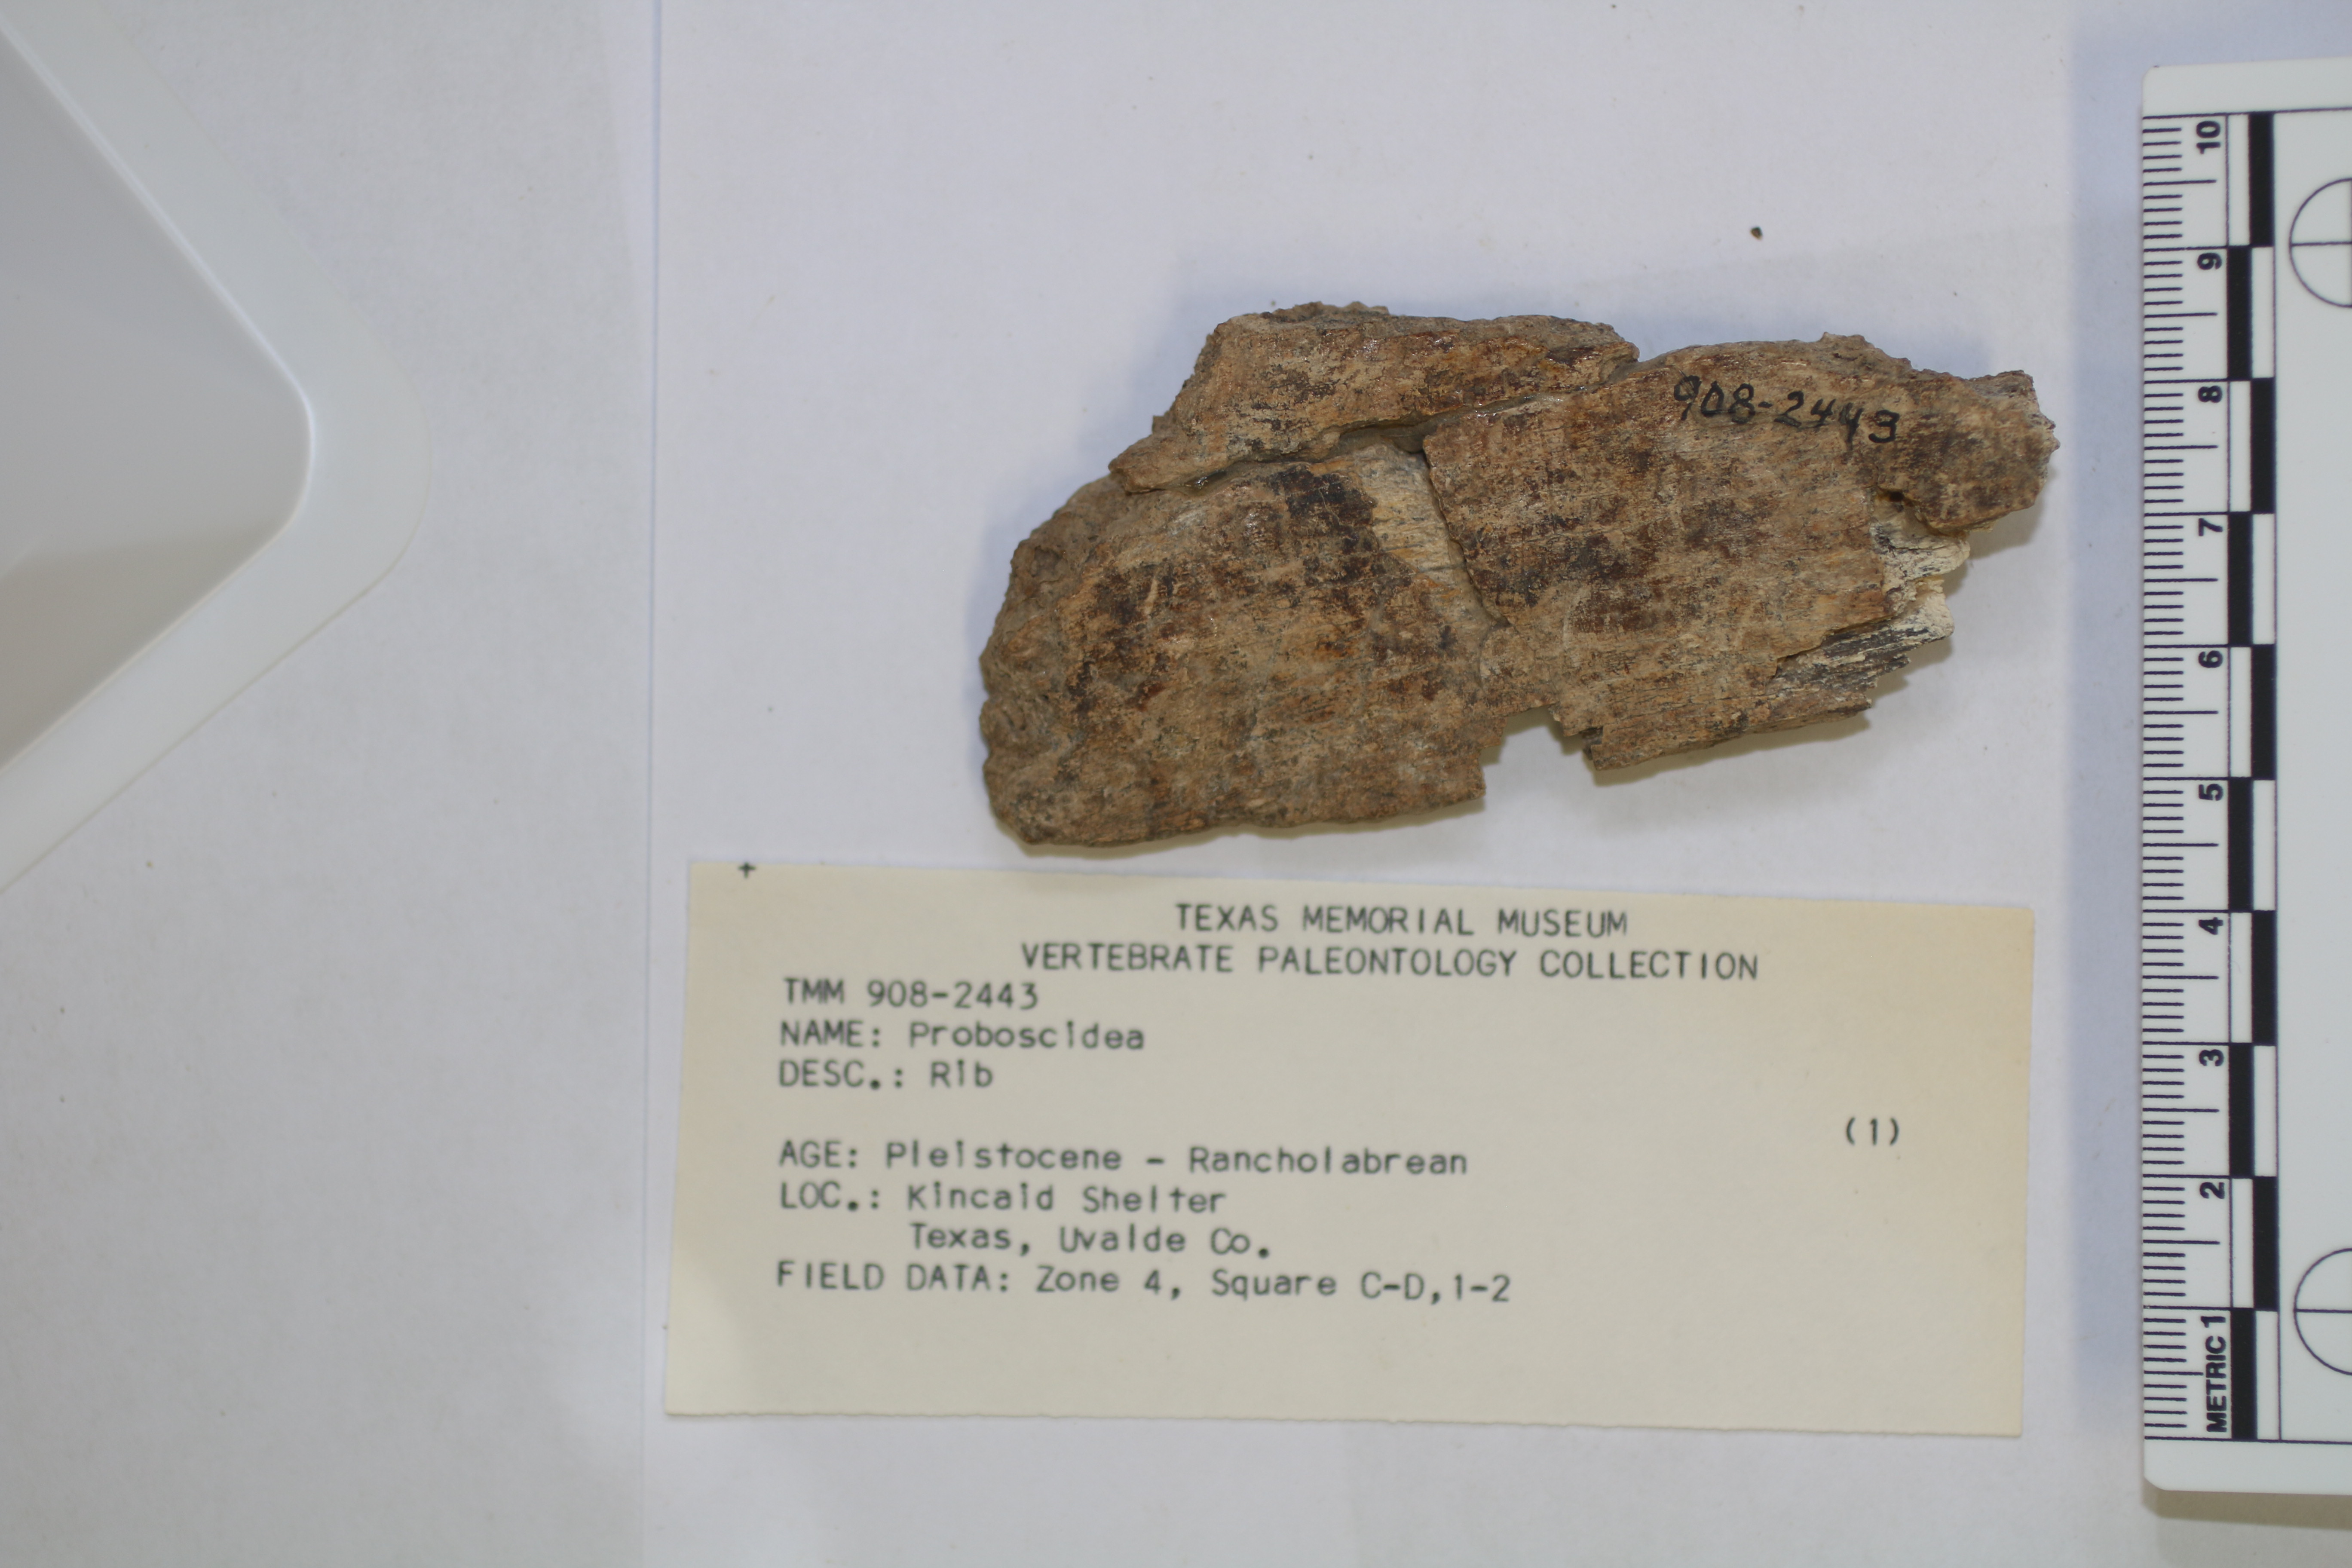 +
TEXAS MEMORIAL MUSEUM
VERTEBRATE PALEONTOLOGY COLLECTION
TMM 908-2443
NAME: Proboscidea
DESC.: Rib
(1)
AGE: Pleistocene - Rancholabrean
LOC.: Kincaid Shelter
Texas, Uvalde Co.
FIELD DATA: Zone 4, Square C-D,1-2
908-2443
METRIC 1 2 3 4 5 6 7 8 9 10